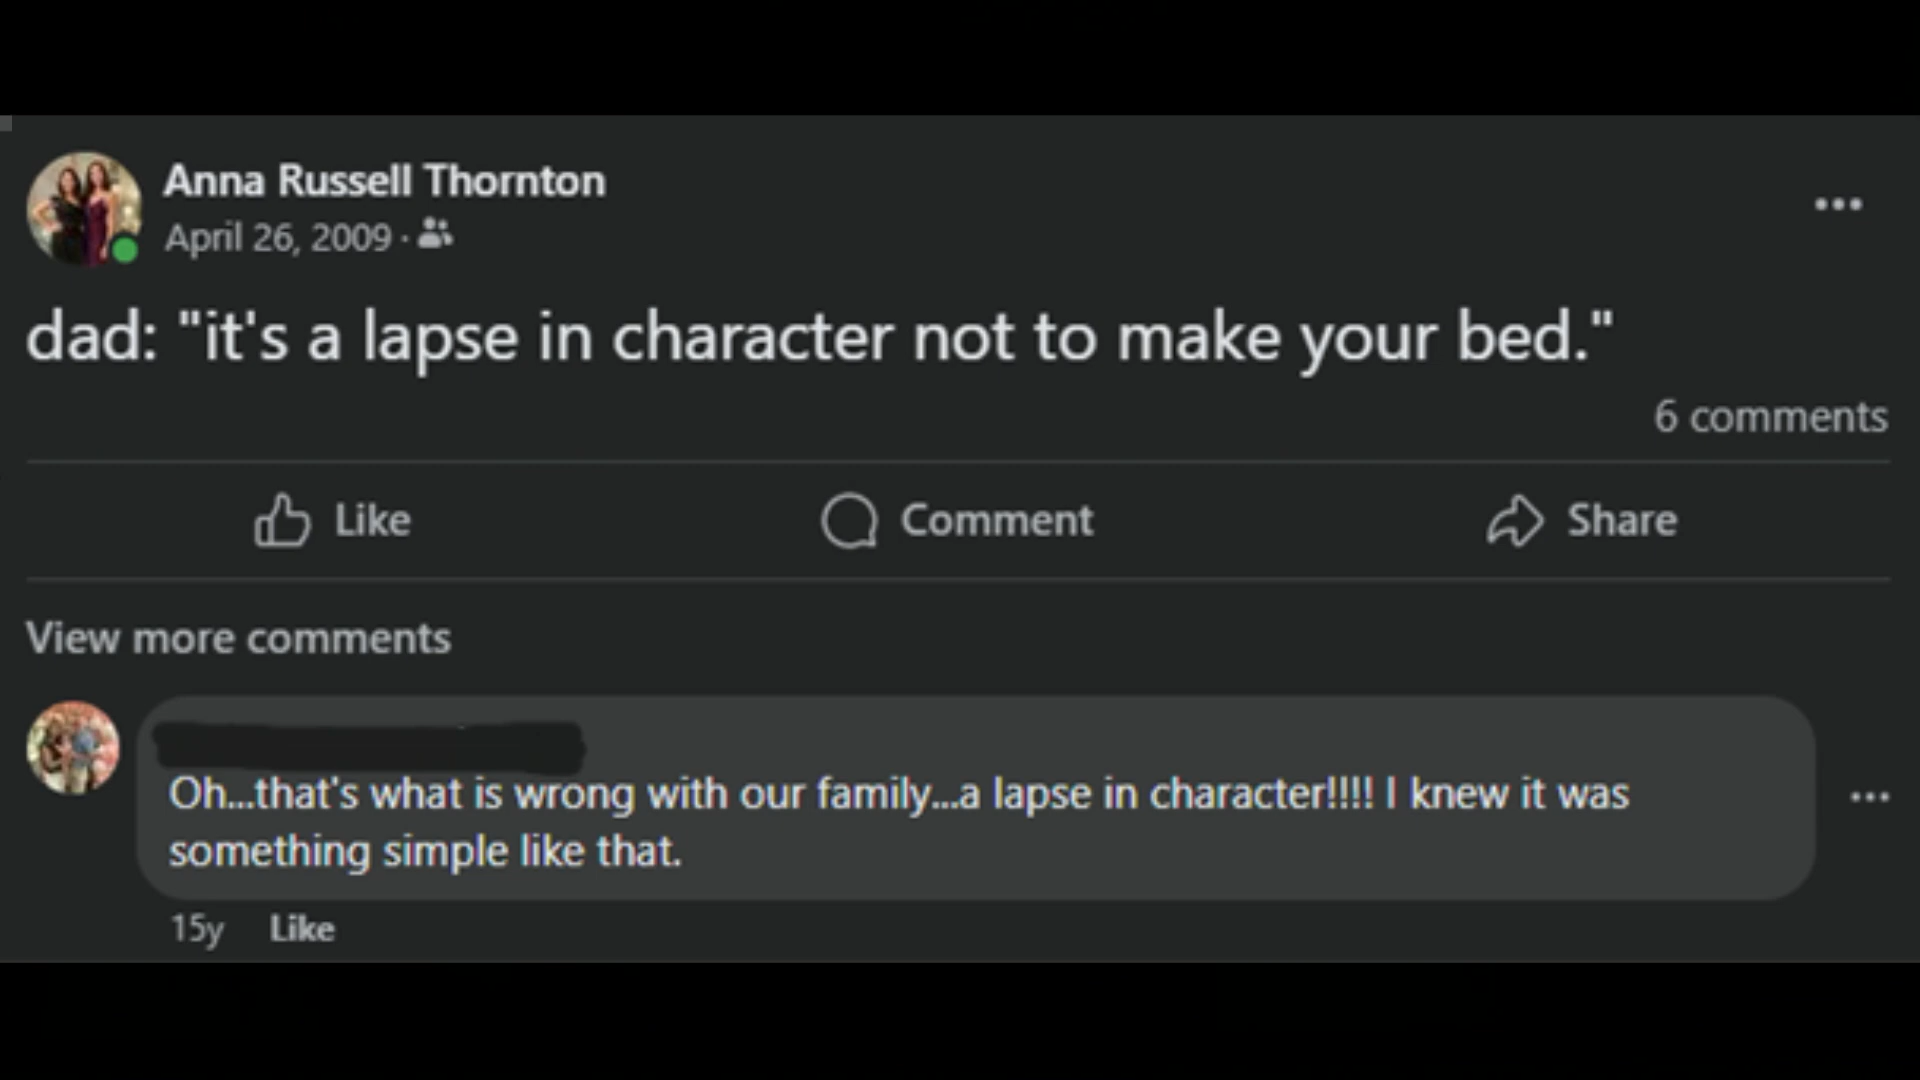 Anna Russell Thornton
April 26, 2009 ·
dad: "it's a lapse in character not to make your bed."
6 comments
Like Comment Share
View more comments
Oh...that's what is wrong with our family...a lapse in character!!!! I knew it was
something simple like that.
15y Like